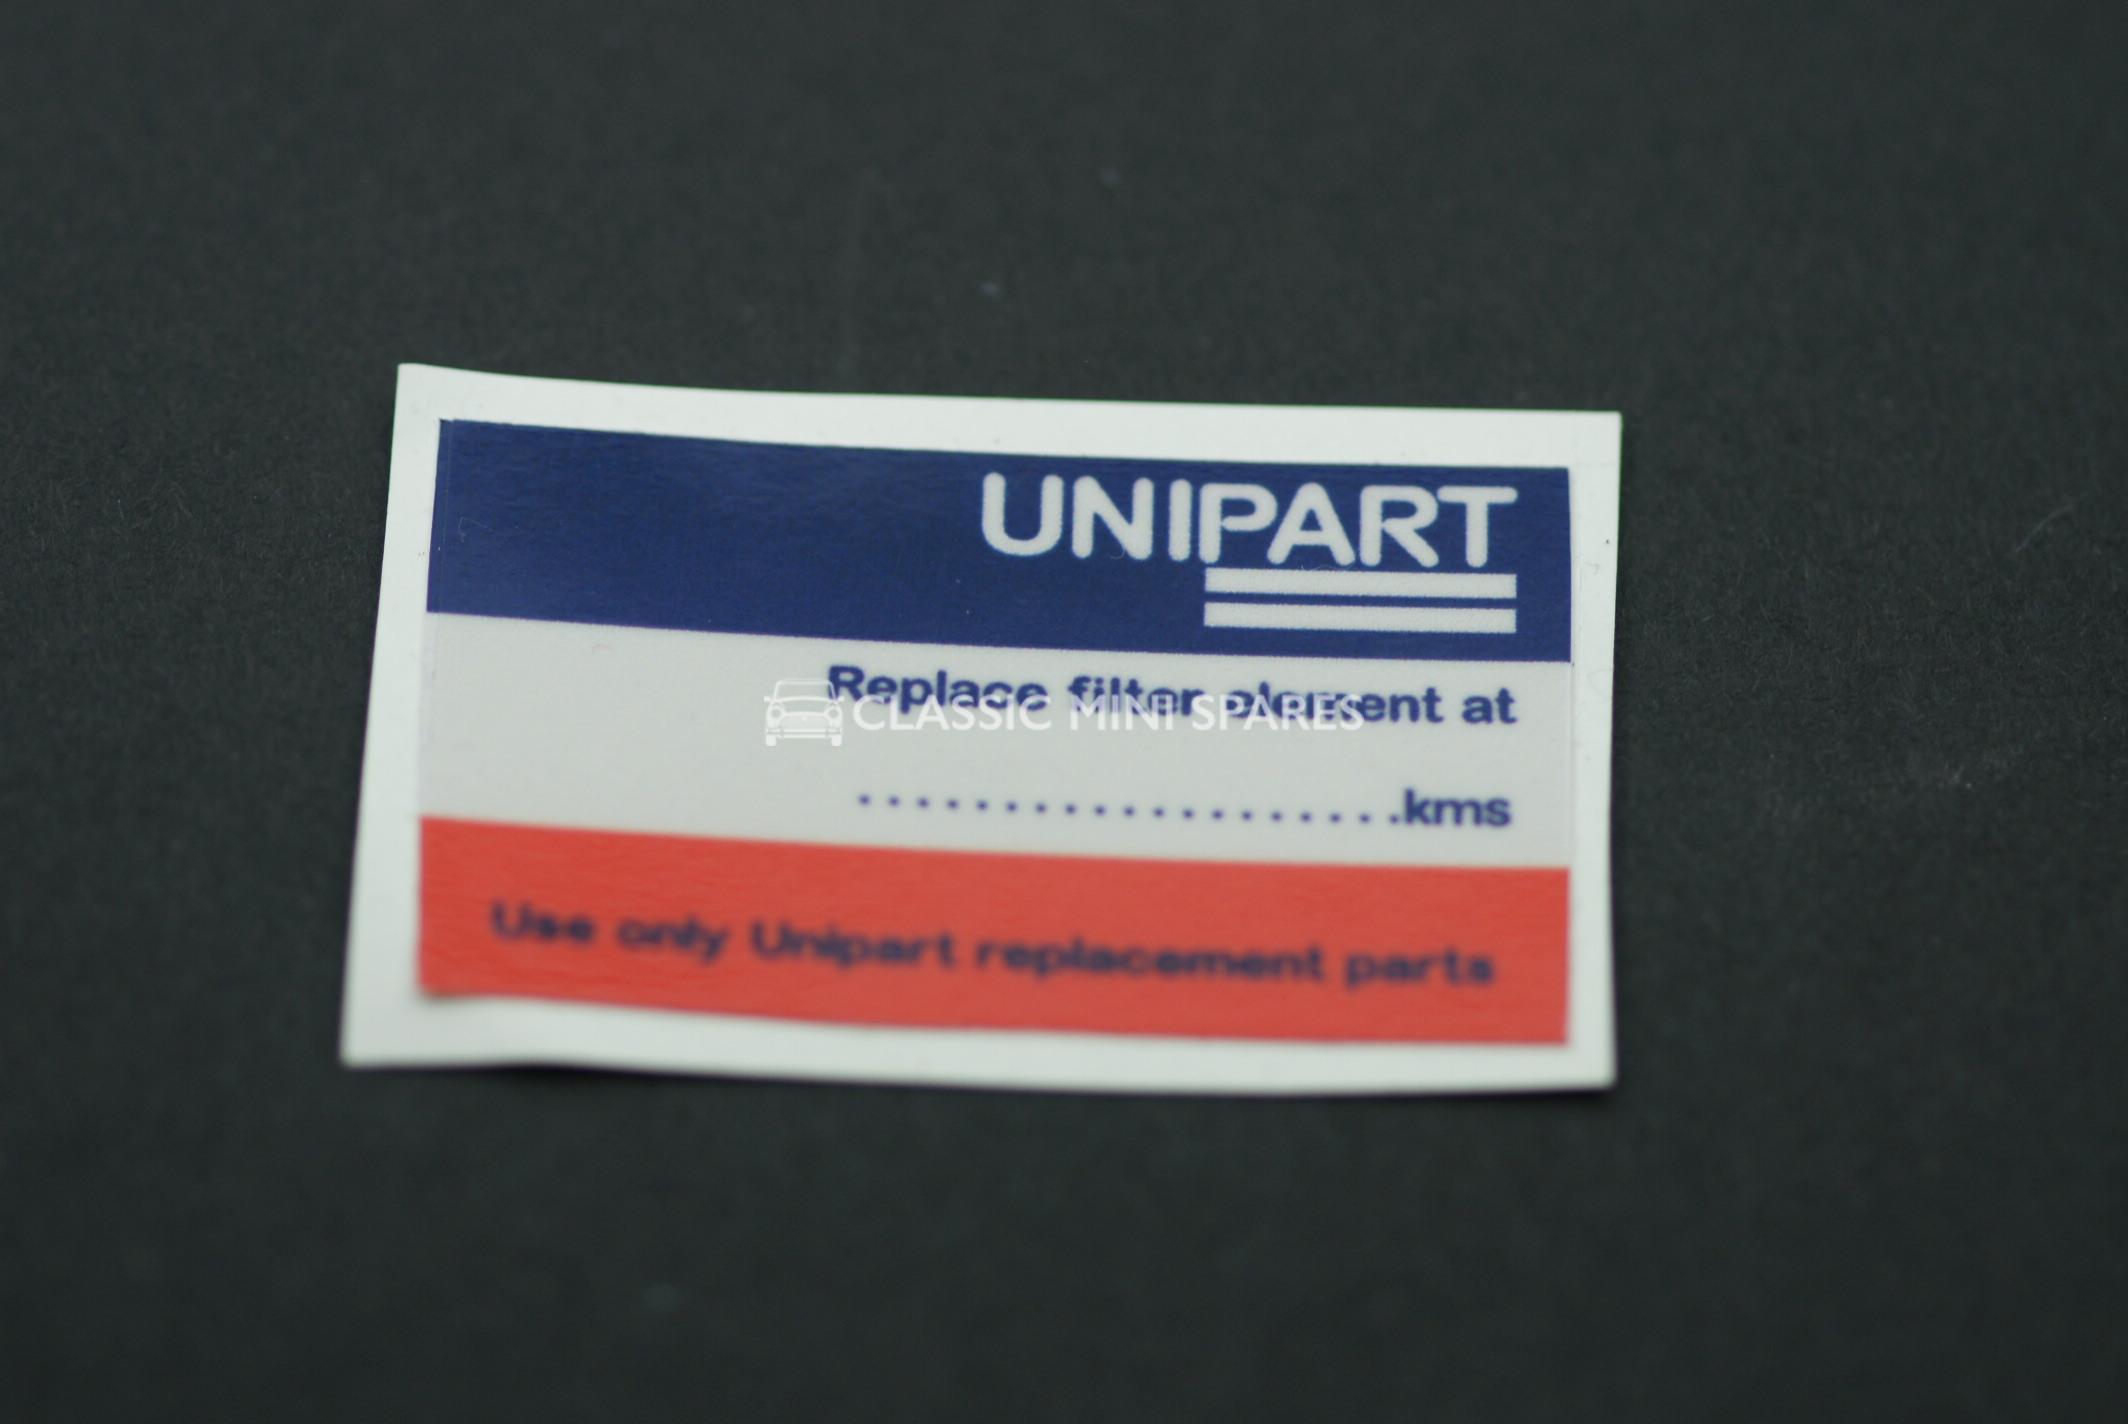 UNIPART
Replace filter element at
CLASSIC MINI SPARES
...................kms
Use only Unipart replacement parts